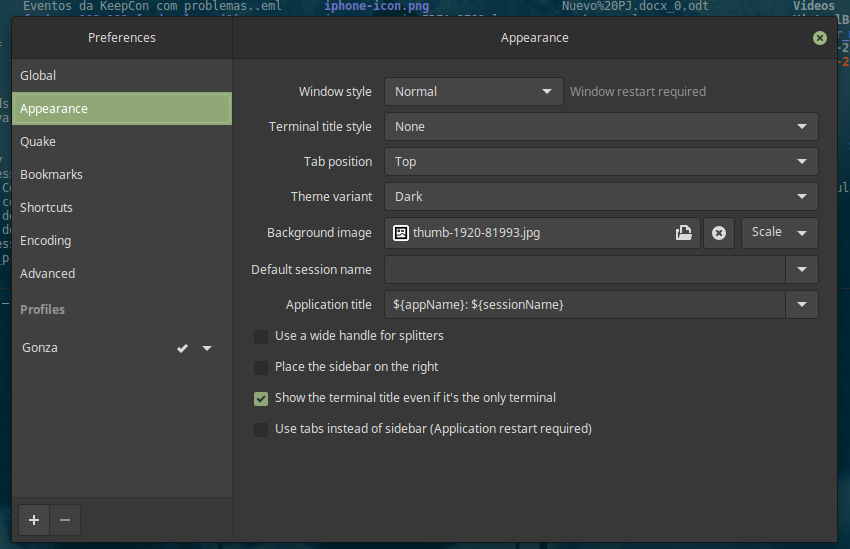 Eventos da KeepCon com problemas..eml iphone-icon.png Nuevo%20PJ.docx_0.odt Videos
Preferences
Appearance
Global
Appearance
Quake
Bookmarks
Shortcuts
Encoding
Advanced
Profiles
Gonza
Window style Normal Window restart required
Terminal title style None
Tab position Top
Theme variant Dark
Background image thumb-1920-81993.jpg Scale
Default session name
Application title ${appName}: ${sessionName}
Use a wide handle for splitters
Place the sidebar on the right
Show the terminal title even if it's the only terminal
Use tabs instead of sidebar (Application restart required)